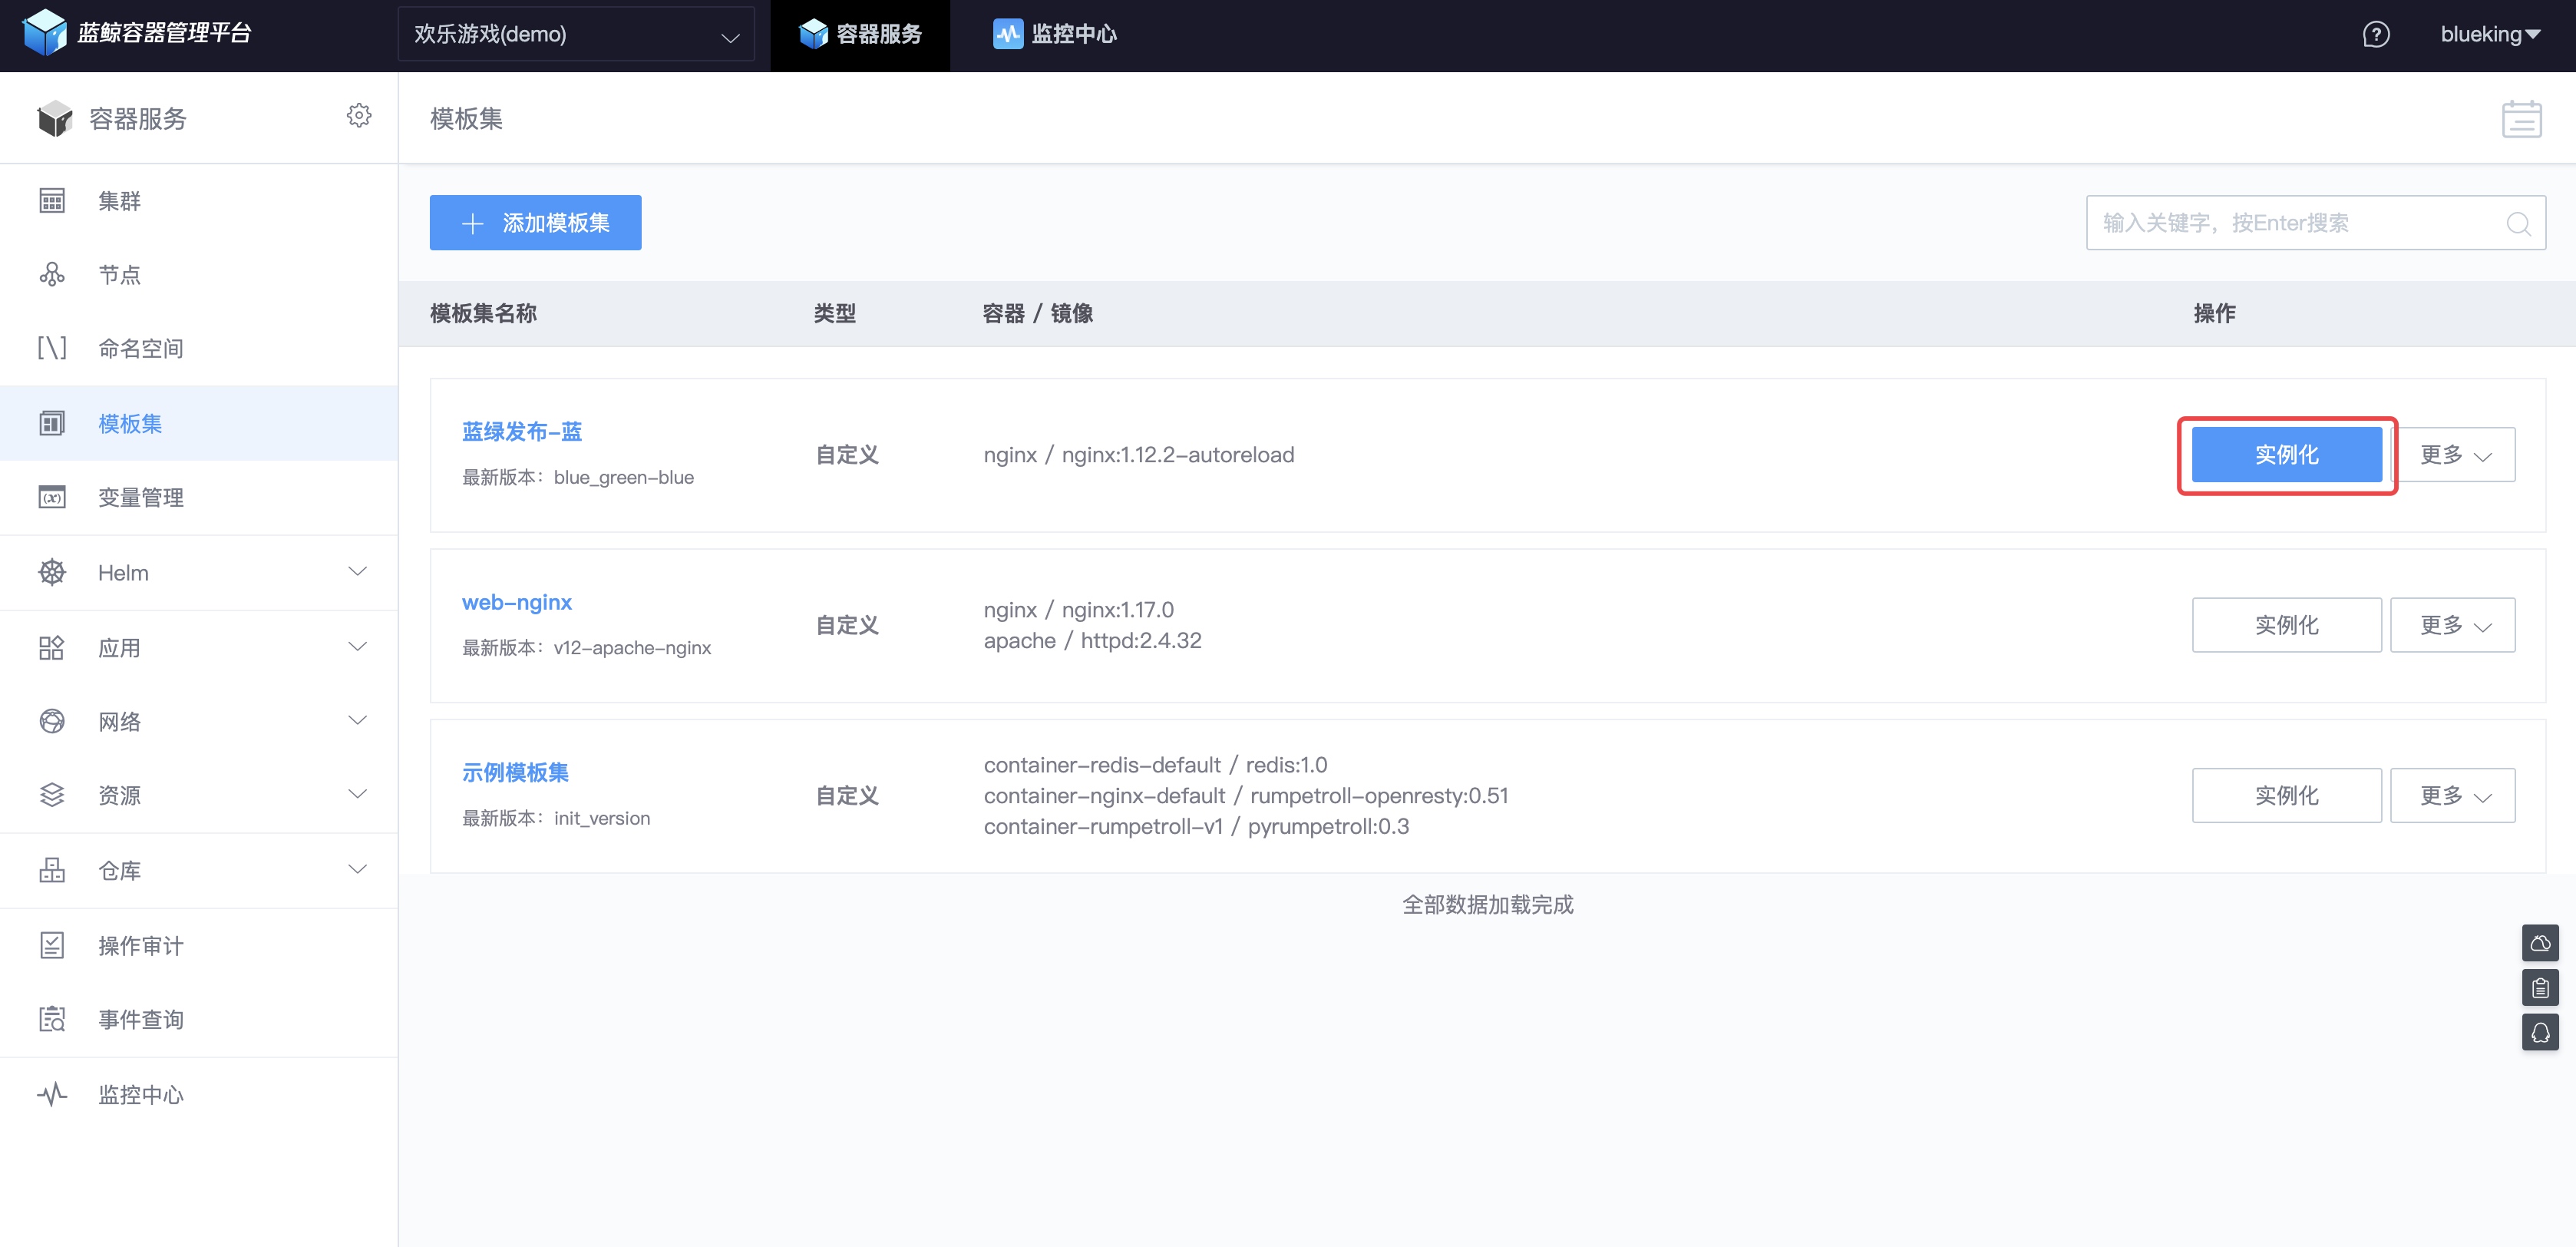 蓝鲸容器管理平台
欢乐游戏(demo)
容器服务
监控中心
blueking
容器服务
集群
节点
命名空间
模板集
变量管理
Helm
应用
网络
资源
仓库
操作审计
事件查询
监控中心
模板集
添加模板集
输入关键字，按Enter搜索
模板集名称 类型 容器 / 镜像 操作
蓝绿发布-蓝
最新版本：blue_green-blue
自定义
nginx / nginx:1.12.2-autoreload
实例化 更多
web-nginx
最新版本：v12-apache-nginx
自定义
nginx / nginx:1.17.0
apache / httpd:2.4.32
实例化 更多
示例模板集
最新版本：init_version
自定义
container-redis-default / redis:1.0
container-nginx-default / rumpetroll-openresty:0.51
container-rumpetroll-v1 / pyrumpetroll:0.3
实例化 更多
全部数据加载完成